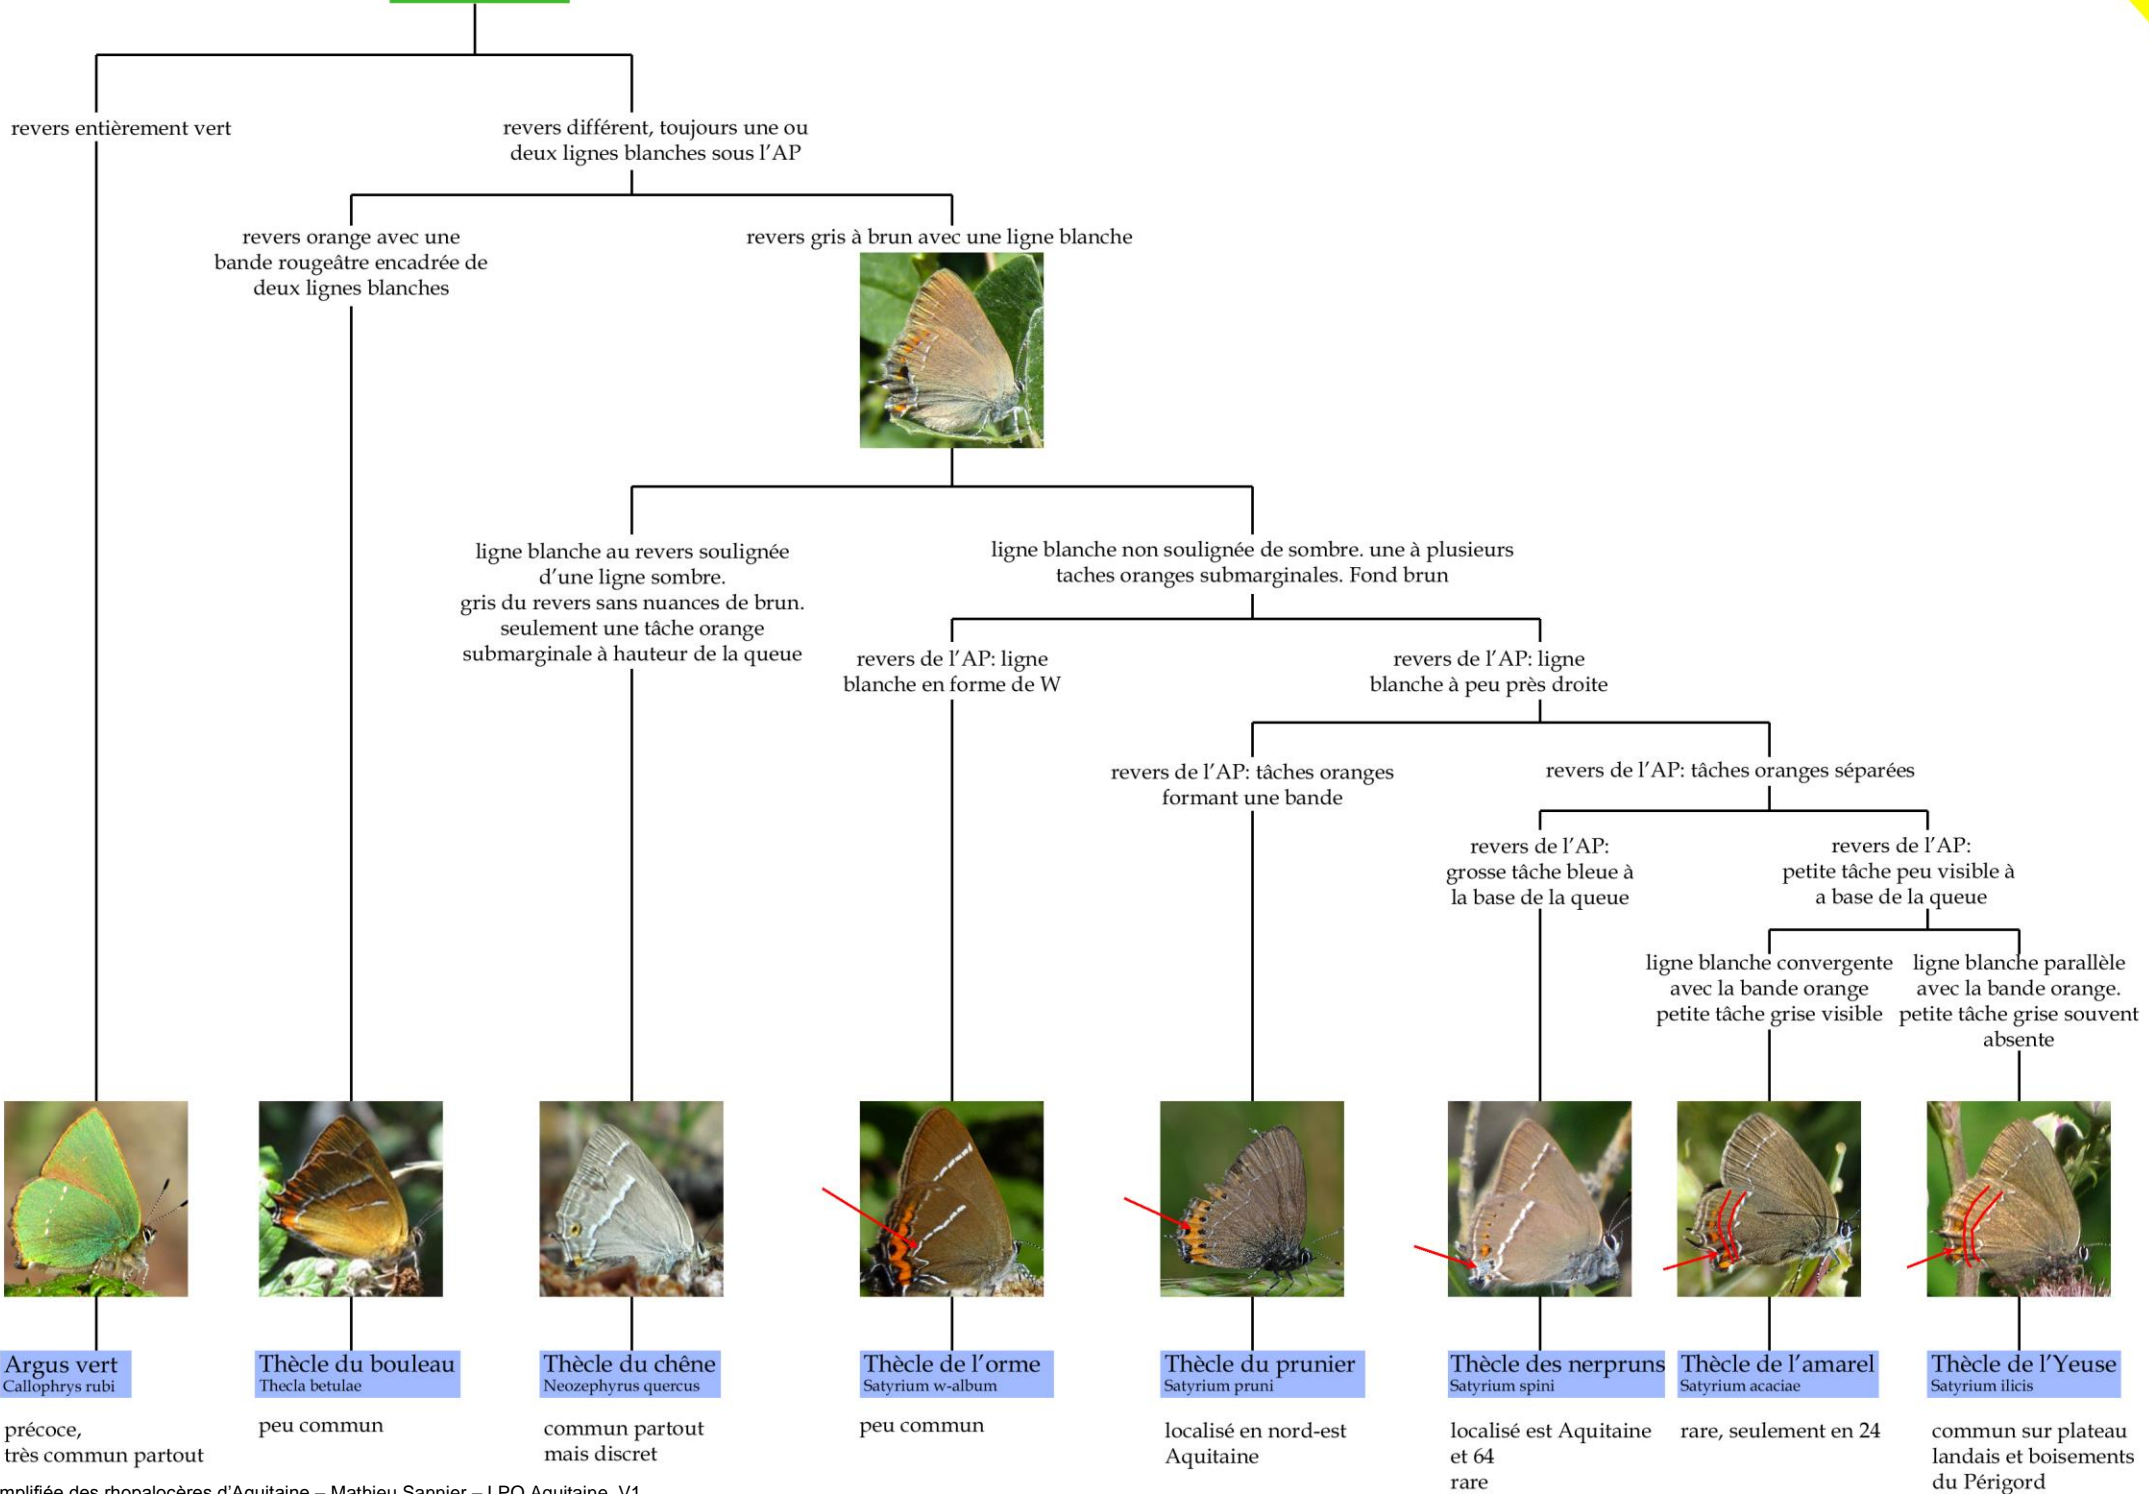 revers entièrement vert
revers différent, toujours une ou
deux lignes blanches sous l'AP
revers orange avec une
bande rougeâtre encadrée de
deux lignes blanches
revers gris à brun avec une ligne blanche
ligne blanche au revers soulignée
d'une ligne sombre.
gris du revers sans nuances de brun.
seulement une tâche orange
submarginale à hauteur de la queue
ligne blanche non soulignée de sombre. une à plusieurs
taches oranges submarginales. Fond brun
revers de l'AP: ligne
blanche en forme de W
revers de l'AP: ligne
blanche à peu près droite
revers de l'AP: tâches oranges
formant une bande
revers de l'AP: tâches oranges séparées
revers de l'AP:
grosse tâche bleue à
la base de la queue
revers de l'AP:
petite tâche peu visible à
a base de la queue
ligne blanche convergente
avec la bande orange
petite tâche grise visible
ligne blanche parallèle
avec la bande orange.
petite tâche grise souvent
absente
Argus vert
Callophrys rubi
précoce,
très commun partout
Thècle du bouleau
Thecla betulae
peu commun
Thècle du chêne
Neozephyrus quercus
commun partout
mais discret
Thècle de l'orme
Satyrium w-album
peu commun
Thècle du prunier
Satyrium pruni
localisé en nord-est
Aquitaine
Thècle des nerpruns
Satyrium spini
localisé est Aquitaine
et 64
rare
Thècle de l'amarel
Satyrium acaciae
rare, seulement en 24
Thècle de l'Yeuse
Satyrium ilicis
commun sur plateau
landais et boisements
du Périgord
mplifiée des rhopalocères d'Aquitaine – Mathieu Sannier – LPO Aquitaine. V1